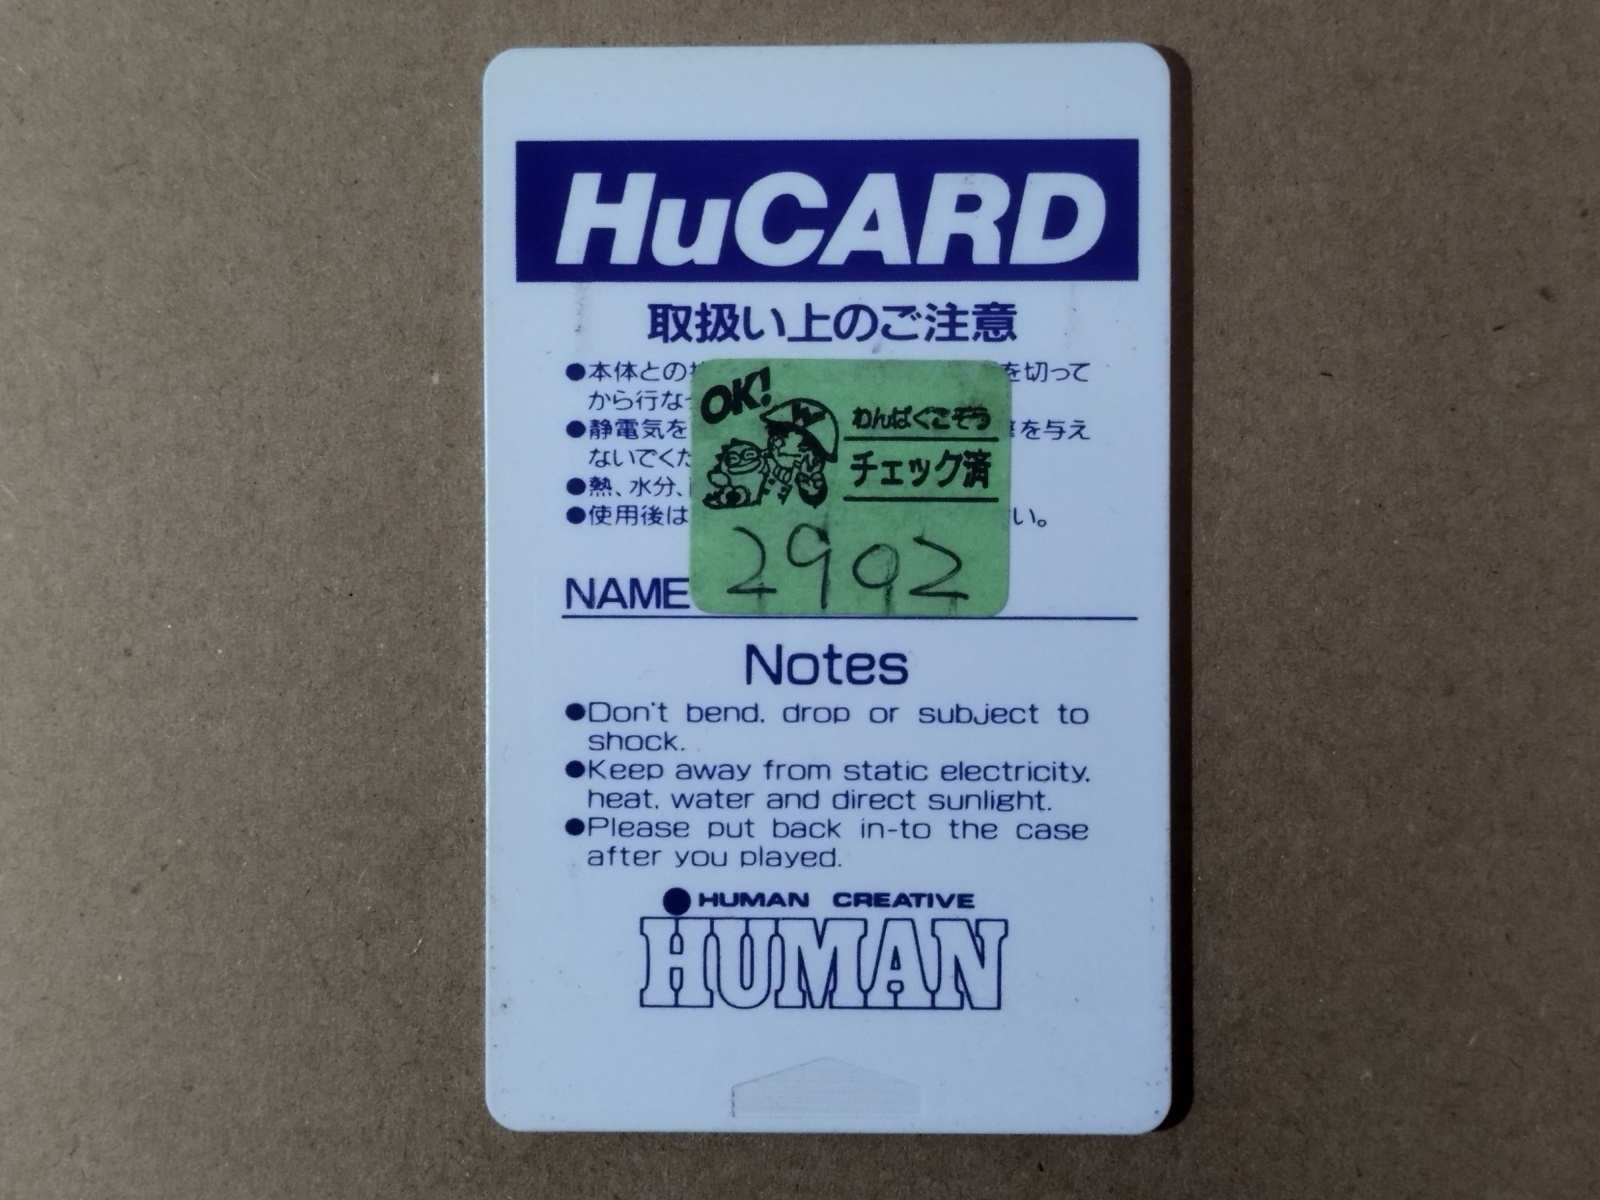 HuCARD
取扱い上のご注意
●本体との を切って
から行な
●静電気を を与え
ないでくだ
●熱、水分、
●使用後は い。
OK!
わんぱくこぞう
チェック済
2902
NAME
Notes
●Don't bend, drop or subject to
shock.
●Keep away from static electricity,
heat, water and direct sunlight.
●Please put back in-to the case
after you played.
HUMAN CREATIVE
HUMAN